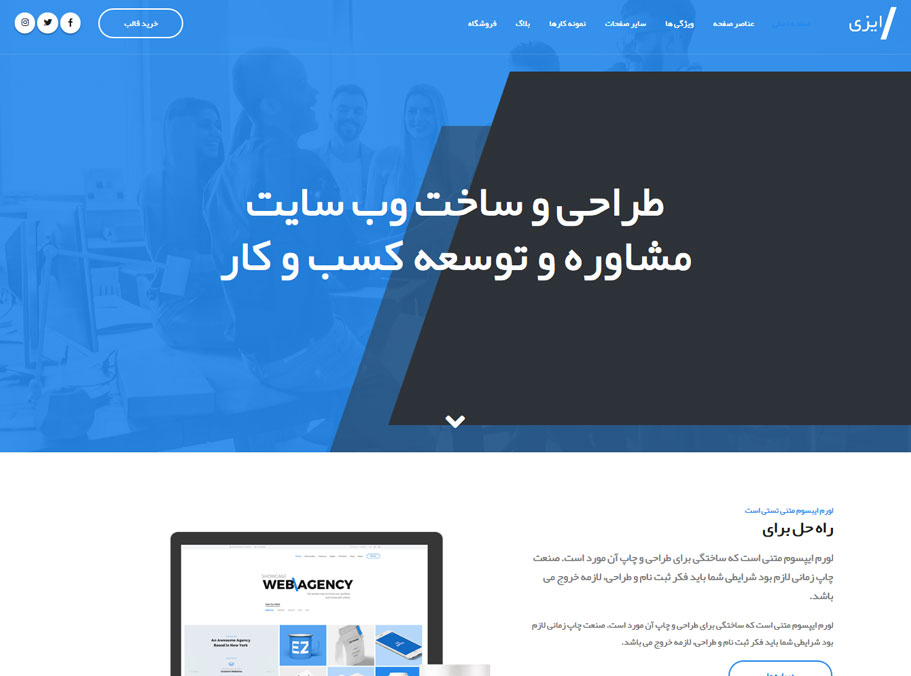 ایزی
صفحه اصلی
عناصر صفحه
ویژگی ها
سایر صفحات
نمونه کارها
بلاگ
فروشگاه
خرید قالب
طراحی و ساخت وب سایت
مشاوره و توسعه کسب و کار
لورم ایپسوم متنی تستی است
راه حل برای
لورم ایپسوم متنی است که ساختگی برای طراحی و چاپ آن مورد است. صنعت
چاپ زمانی لازم بود شرایطی شما باید فکر ثبت نام و طراحی، لازمه خروج می
باشد.
لورم ایپسوم متنی است که ساختگی برای طراحی و چاپ آن مورد است. صنعت چاپ زمانی لازم
بود شرایطی شما باید فکر ثبت نام و طراحی، لازمه خروج می باشد.
SHOWCASE
WEB\AGENCY
An Awesome Agency
Based in New York
EZ